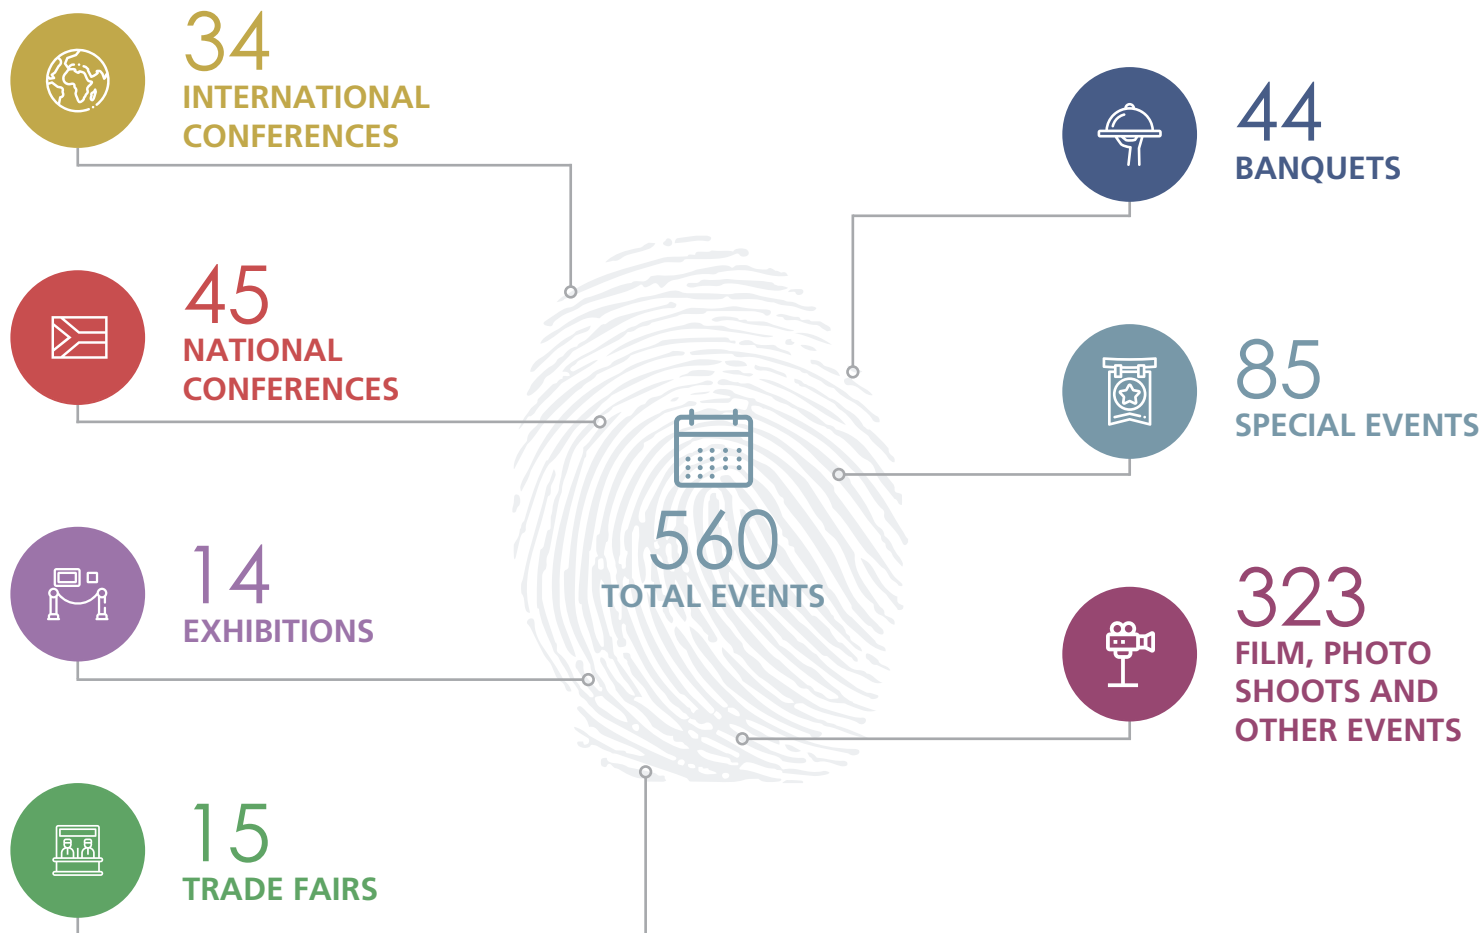 34
INTERNATIONAL
CONFERENCES
45
NATIONAL
CONFERENCES
14
EXHIBITIONS
15
TRADE FAIRS
560
TOTAL EVENTS
44
BANQUETS
85
SPECIAL EVENTS
323
FILM, PHOTO
SHOOTS AND
OTHER EVENTS